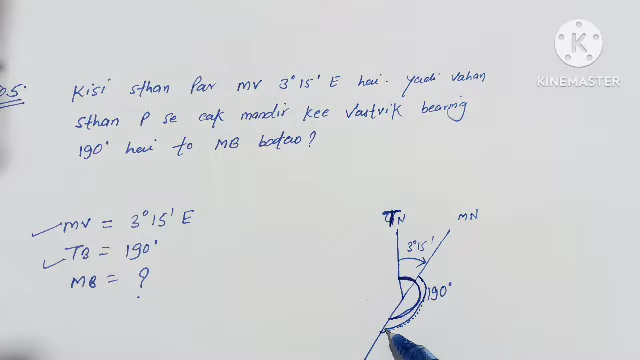 Q.5.
Kisi sthan par MV 3°15' E hai. Yadi vahan
sthan P se eak mandir kee vastvik bearing
190° hai to MB batao?
MV = 3°15' E
TB = 190°
MB = ?
TN
MN
3°15'
190°
K
KINEMASTER